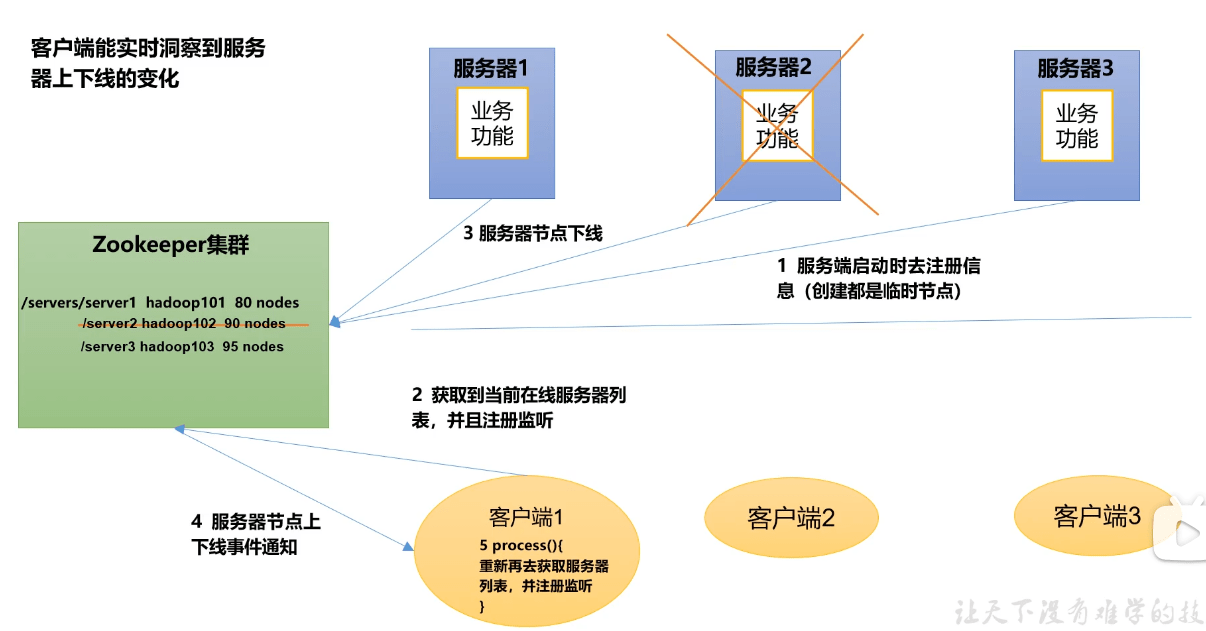 客户端能实时洞察到服务
器上下线的变化
服务器1
业务
功能
服务器2
业务
功能
服务器3
业务
功能
3 服务器节点下线
1 服务端启动时去注册信
息（创建都是临时节点）
Zookeeper集群
/servers/server1 hadoop101 80 nodes
/server2 hadoop102 90 nodes
/server3 hadoop103 95 nodes
2 获取到当前在线服务器列
表，并且注册监听
4 服务器节点上
下线事件通知
客户端1
5 process(){
重新再去获取服务器
列表，并注册监听
}
客户端2
客户端3
让天下没有难学的技